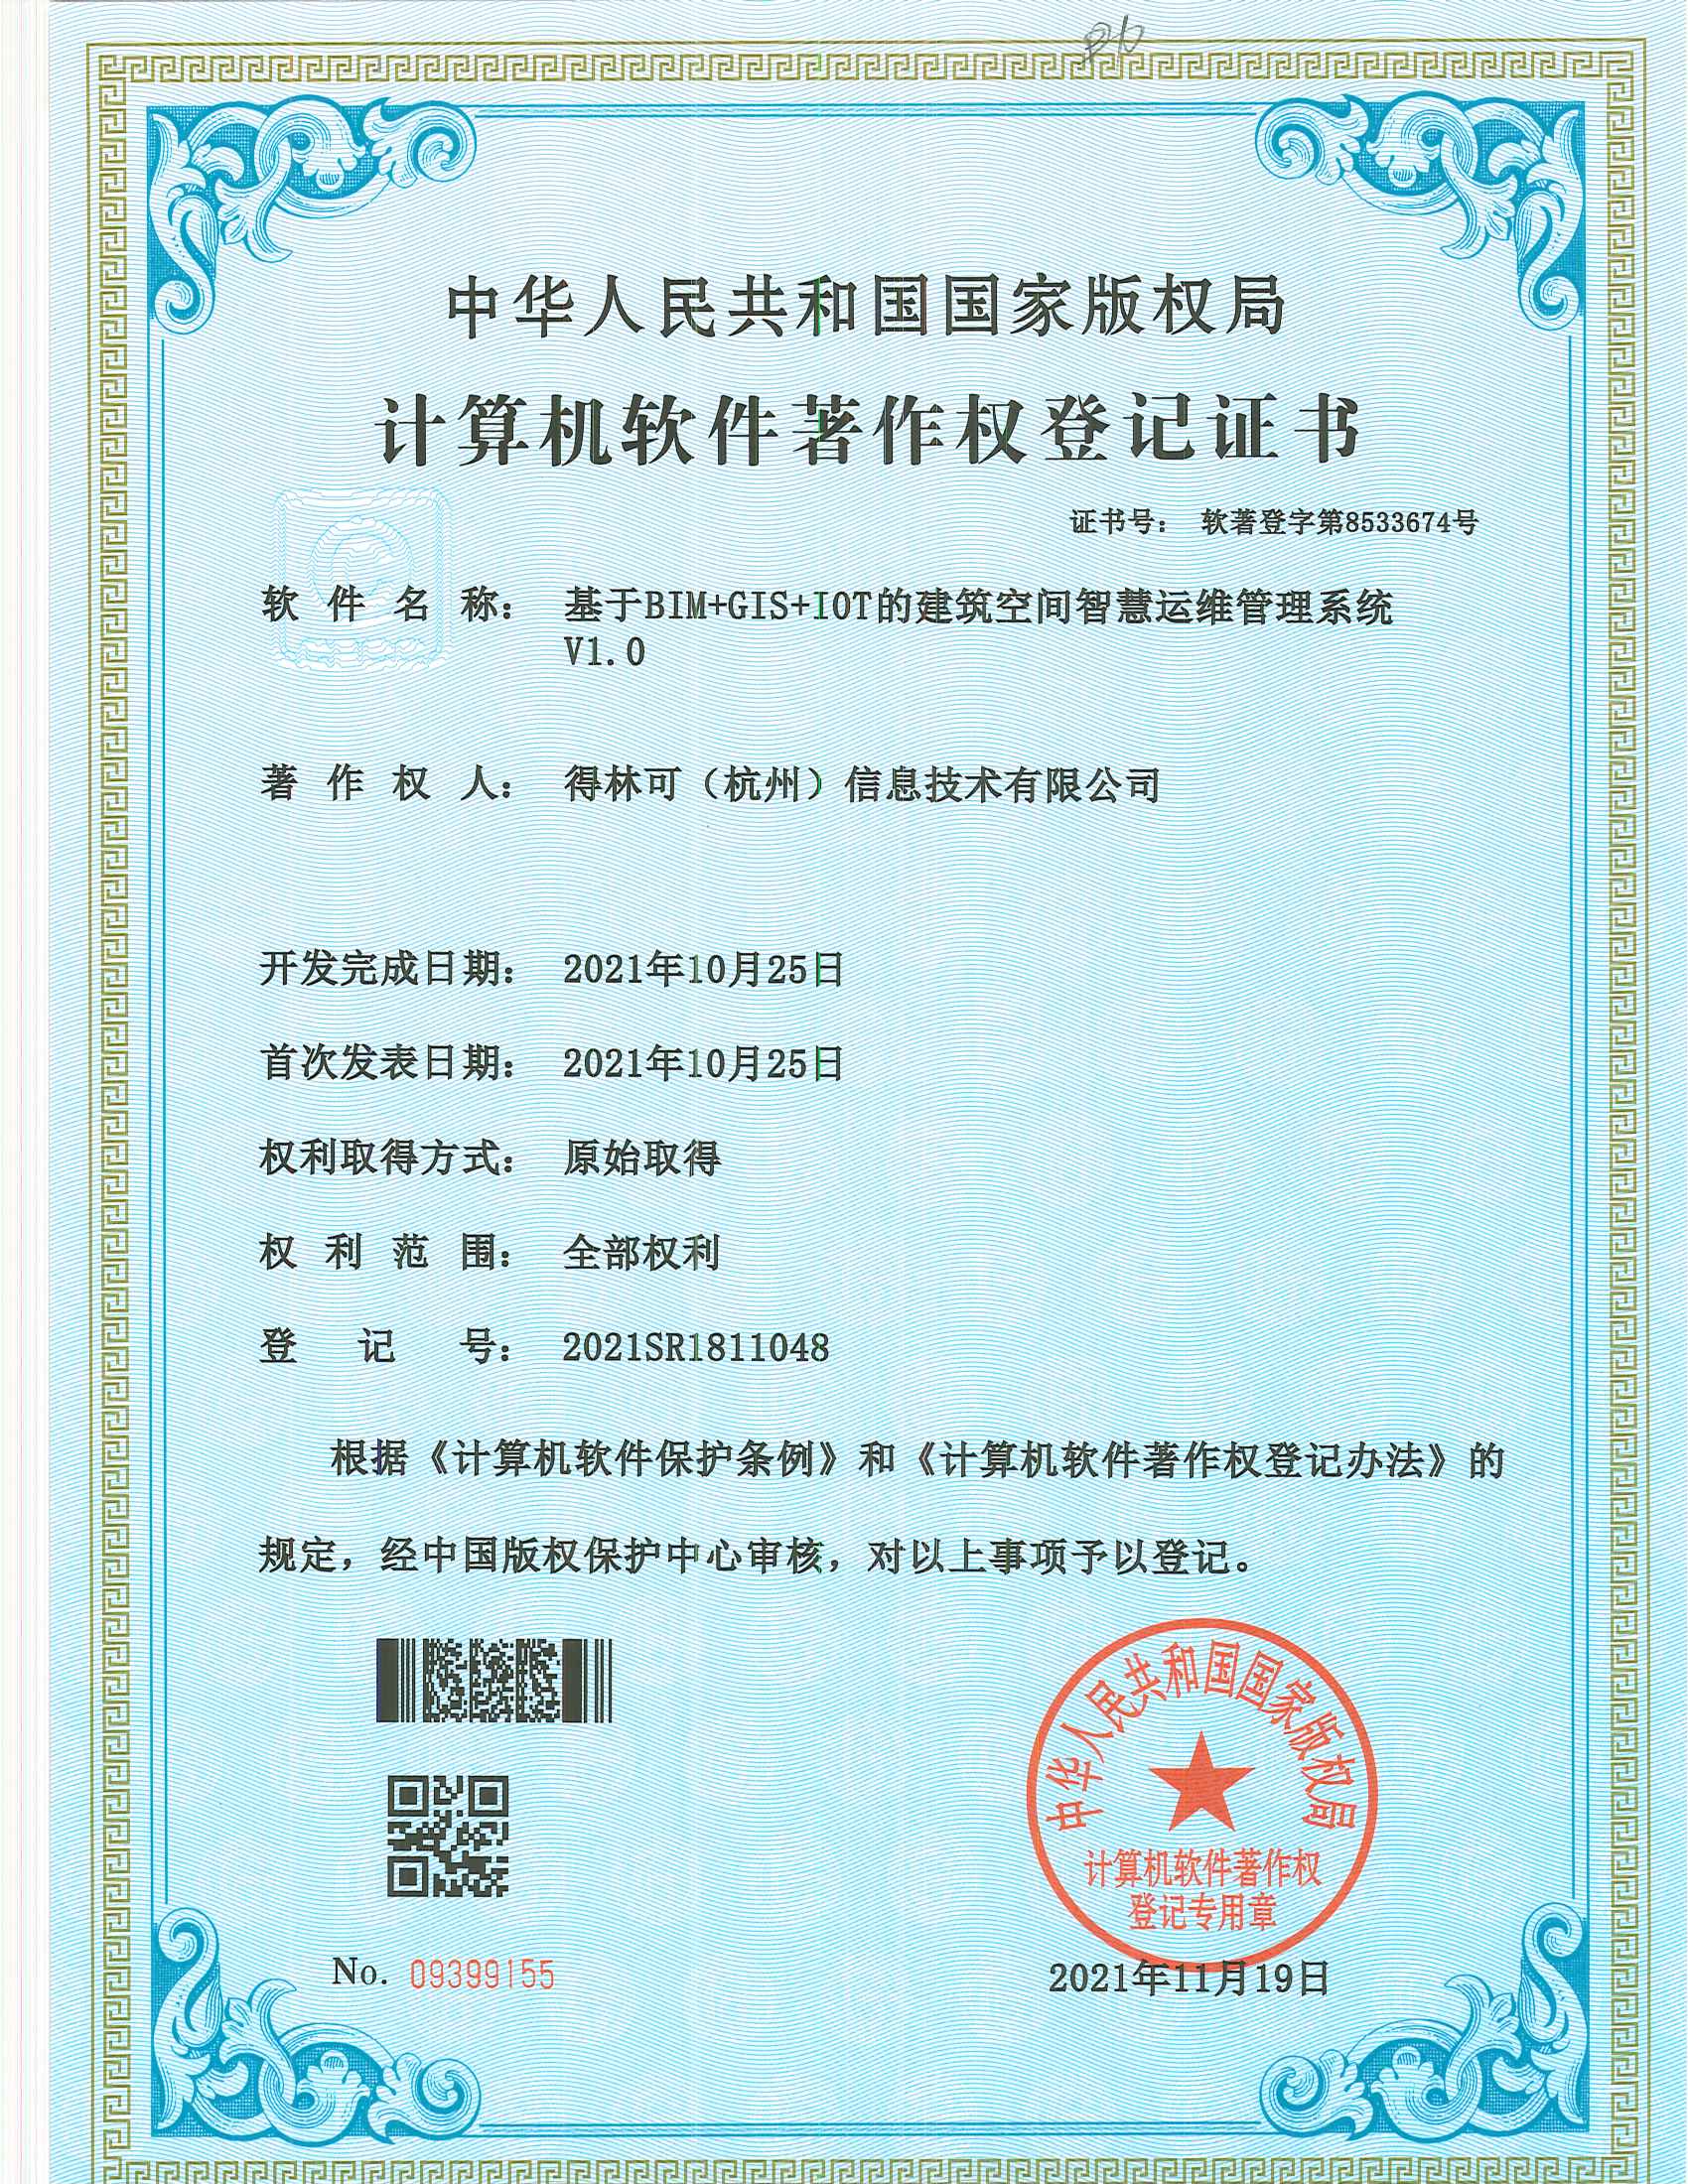 中华人民共和国国家版权局
计算机软件著作权登记证书
证书号： 软著登字第8533674号
软件名称： 基于BIM+GIS+IOT的建筑空间智慧运维管理系统
V1.0
著作权人： 得林可（杭州）信息技术有限公司
开发完成日期： 2021年10月25日
首次发表日期： 2021年10月25日
权利取得方式： 原始取得
权利范围： 全部权利
登记号： 2021SR1811048
根据《计算机软件保护条例》和《计算机软件著作权登记办法》的
规定，经中国版权保护中心审核，对以上事项予以登记。
中华人民共和国国家版权局
计算机软件著作权
登记专用章
No. 09399155
2021年11月19日